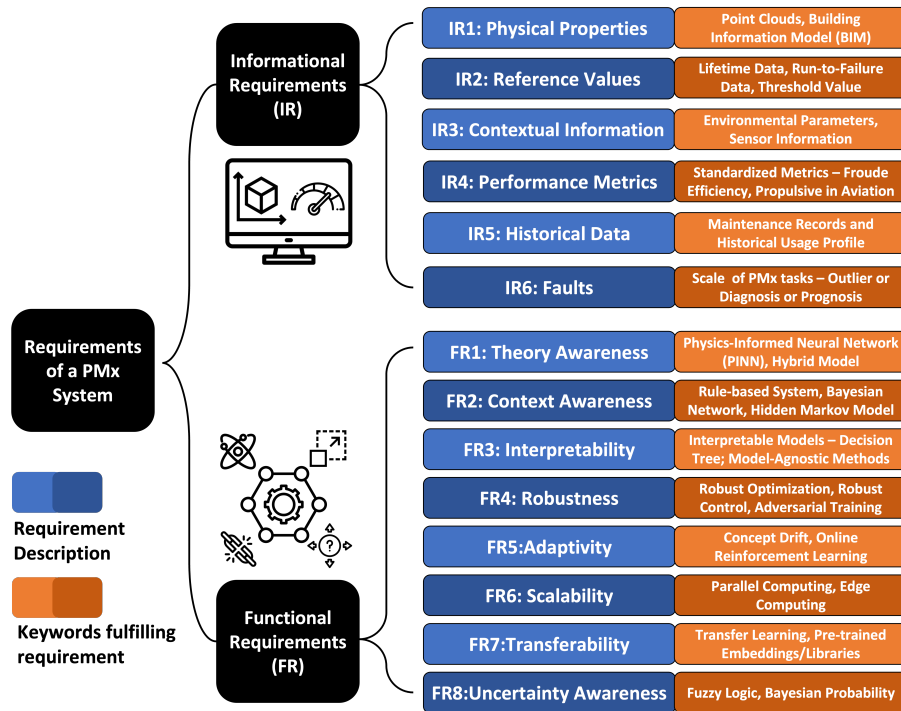 Requirements
of a PMx
System
Informational
Requirements
(IR)
IR1: Physical Properties
Point Clouds, Building
Information Model (BIM)
IR2: Reference Values
Lifetime Data, Run-to-Failure
Data, Threshold Value
IR3: Contextual Information
Environmental Parameters,
Sensor Information
IR4: Performance Metrics
Standardized Metrics – Froude
Efficiency, Propulsive in Aviation
IR5: Historical Data
Maintenance Records and
Historical Usage Profile
IR6: Faults
Scale of PMx tasks – Outlier or
Diagnosis or Prognosis
Functional
Requirements
(FR)
FR1: Theory Awareness
Physics-Informed Neural Network
(PINN), Hybrid Model
FR2: Context Awareness
Rule-based System, Bayesian
Network, Hidden Markov Model
FR3: Interpretability
Interpretable Models – Decision
Tree; Model-Agnostic Methods
FR4: Robustness
Robust Optimization, Robust
Control, Adversarial Training
FR5:Adaptivity
Concept Drift, Online
Reinforcement Learning
FR6: Scalability
Parallel Computing, Edge
Computing
FR7:Transferability
Transfer Learning, Pre-trained
Embeddings/Libraries
FR8:Uncertainty Awareness
Fuzzy Logic, Bayesian Probability
?
Requirement
Description
Keywords fulfilling
requirement